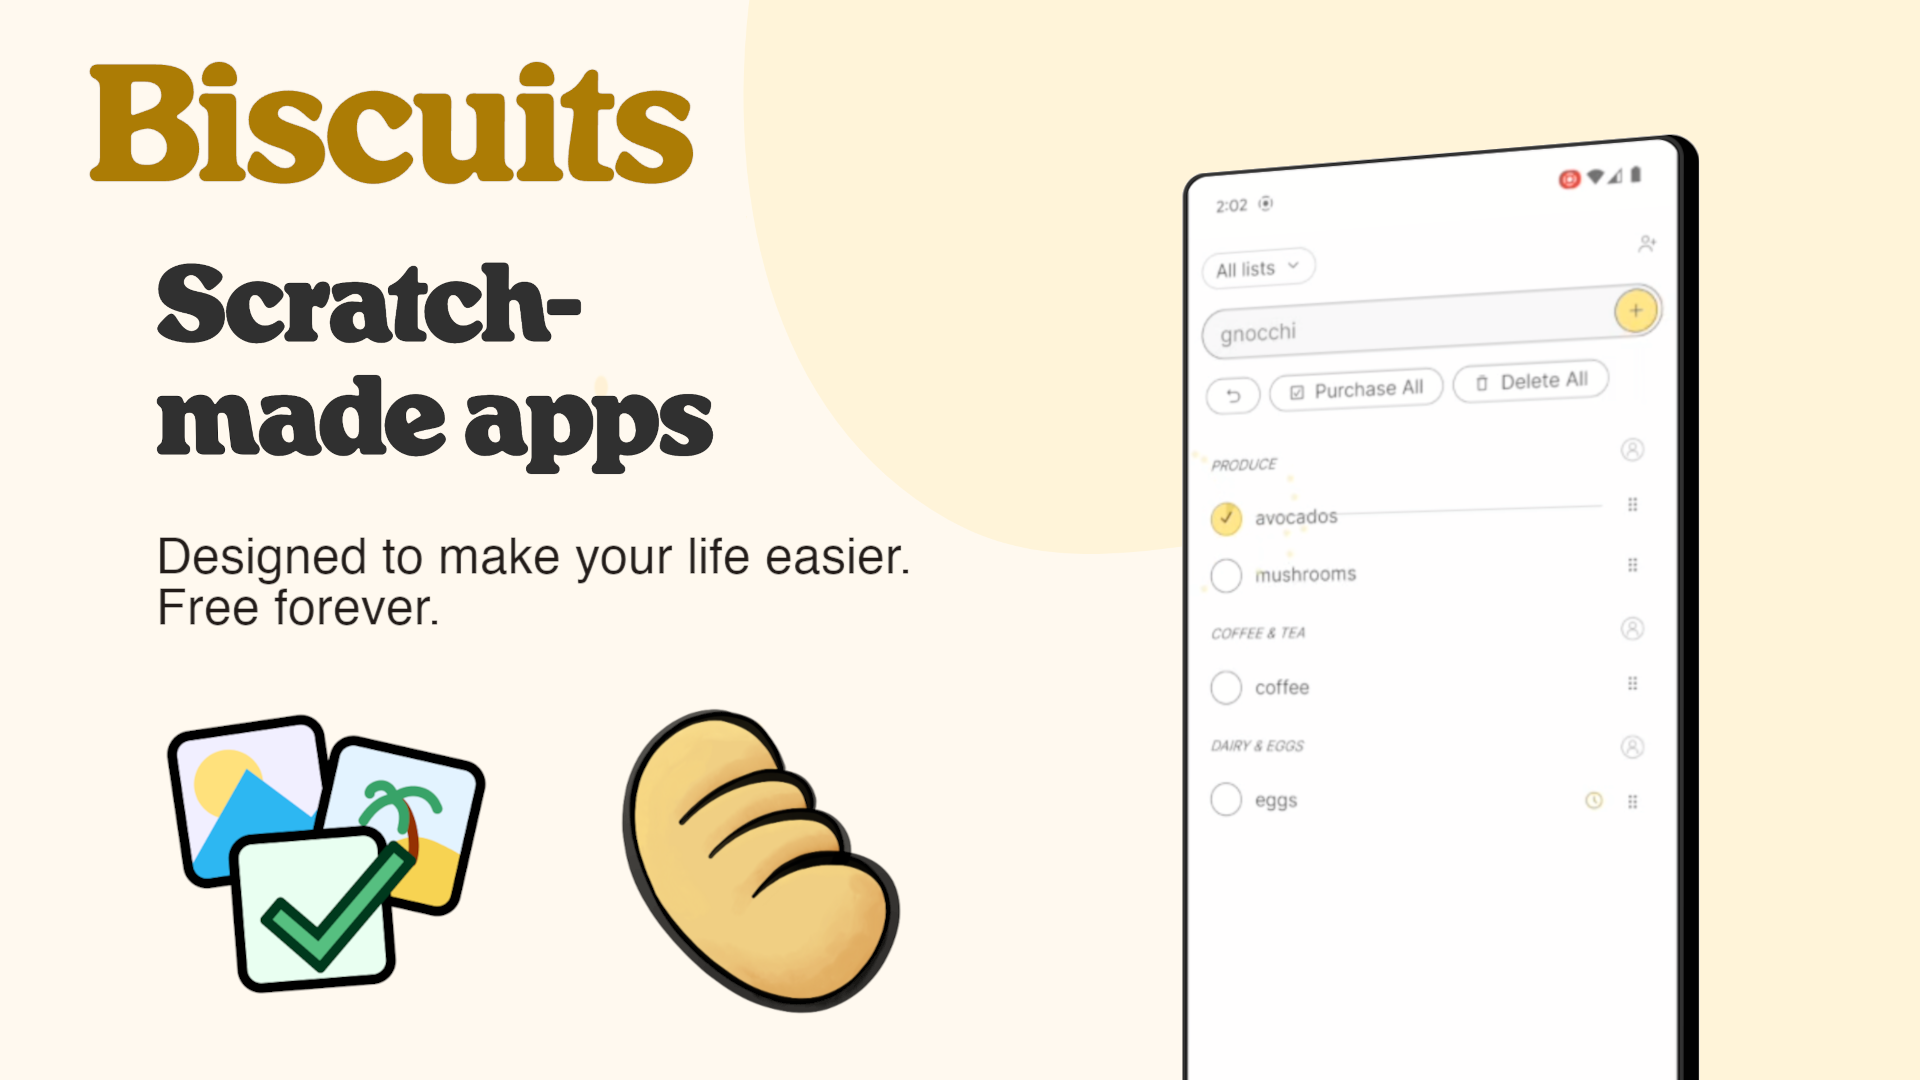 Biscuits
Scratch-
made apps
Designed to make your life easier.
Free forever.
2:02
All lists
gnocchi
Purchase All
Delete All
PRODUCE
avocados
mushrooms
COFFEE & TEA
coffee
DAIRY & EGGS
eggs